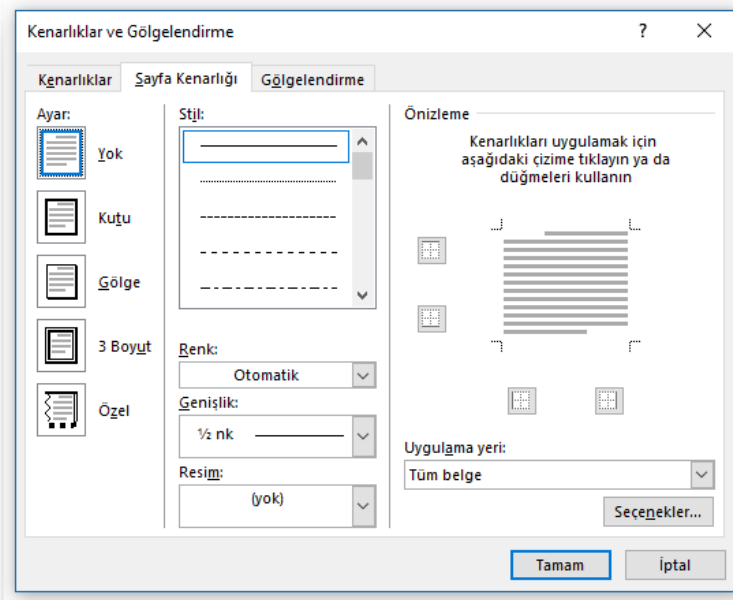 Kenarlıklar ve Gölgelendirme
?
Kenarlıklar
Sayfa Kenarlığı
Gölgelendirme
Ayar:
Yok
Kutu
Gölge
3 Boyut
Özel
Stil:
Renk:
Otomatik
Genişlik:
½ nk
Resim:
(yok)
Önizleme
Kenarlıkları uygulamak için
aşağıdaki çizime tıklayın ya da
düğmeleri kullanın
Uygulama yeri:
Tüm belge
Seçenekler...
Tamam
İptal